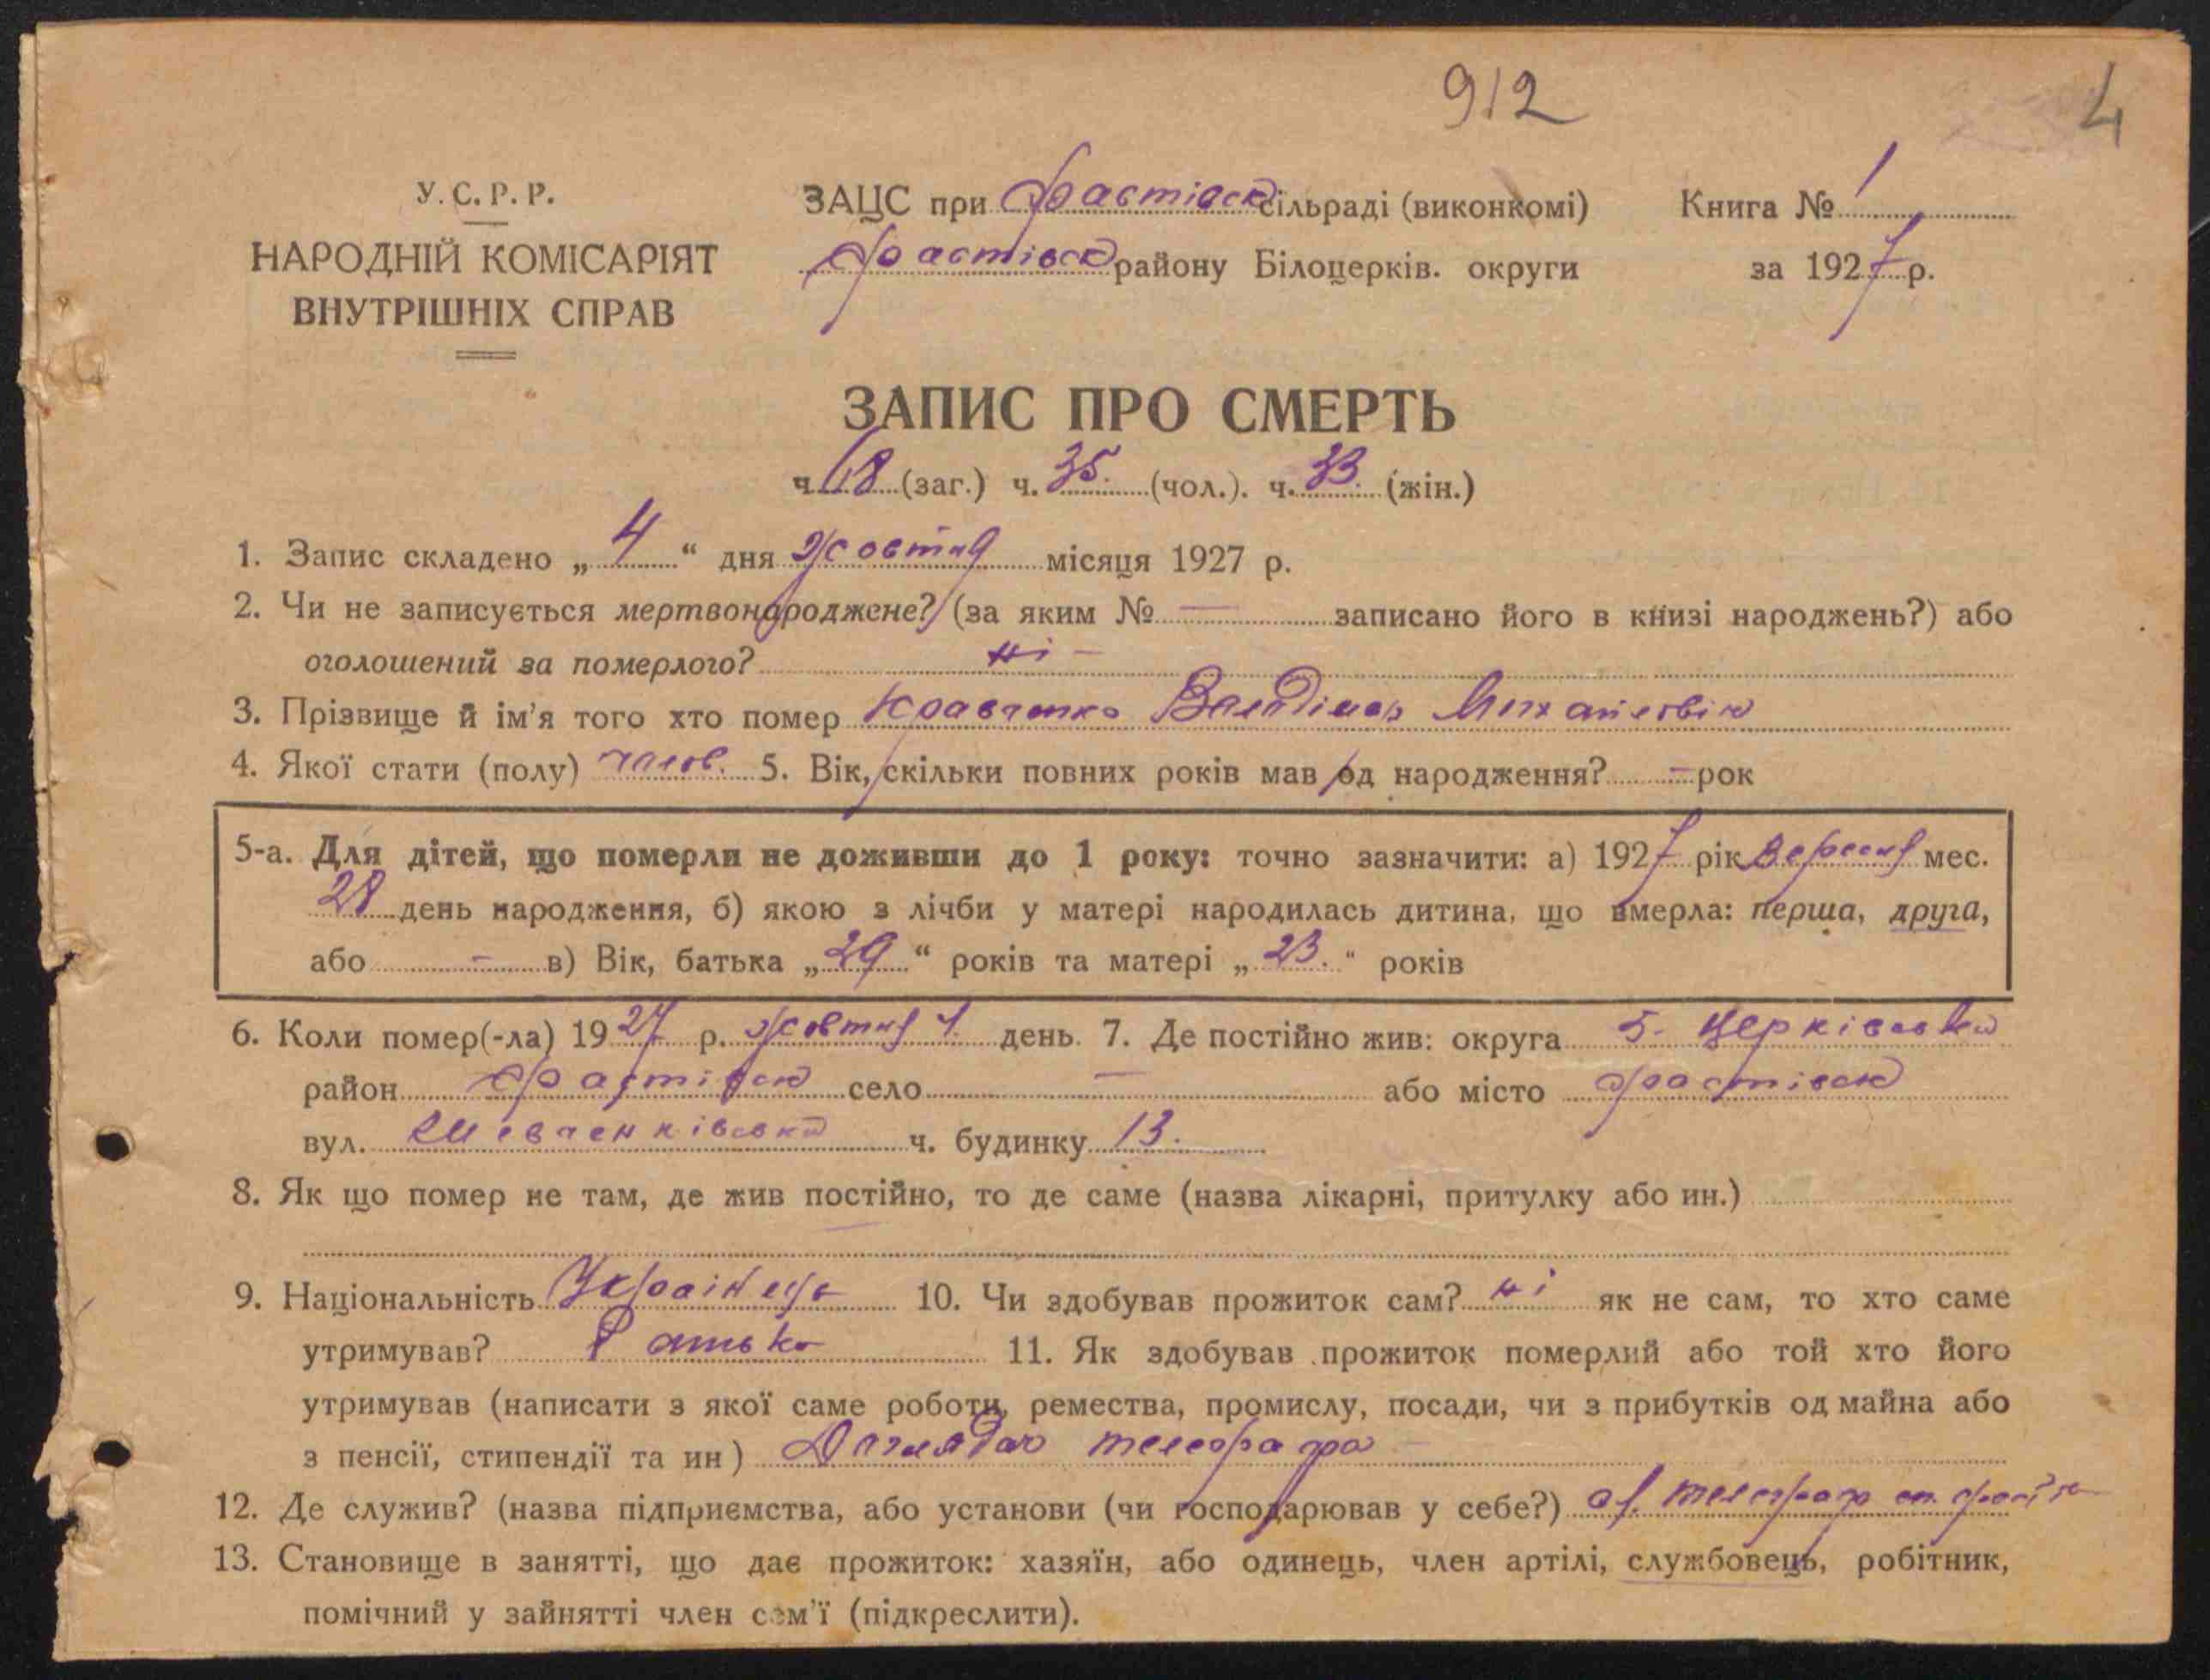 912
4
У. С. Р. Р.
НАРОДНІЙ КОМІСАРІЯТ
ВНУТРІШНІХ СПРАВ
ЗАЦС при Фастівск сільраді (виконкомі)
Фастівск району Білоцерків. округи
Книга № 1
за 1927 р.
ЗАПИС ПРО СМЕРТЬ
ч. 68 (заг.) ч. 35. (чол.). ч. 33. (жін.)
1. Запис складено „ 4 “ дня Жовтня місяця 1927 р.
2. Чи не записується мертвонароджене? (за яким № — записано його в книзі народжень?) або
оголошений за померлого? ні –
3. Прізвище й ім'я того хто помер Кравченко Володімер
4. Якої стати (полу) чолов. 5. Вік, скільки повних років мав од народження? – рок
5-а. Для дітей, що померли не доживши до 1 року: точно зазначити: а) 1927 рік Вересня мес.
28 день народження, б) якою з лічби у матері народилась дитина, що вмерла: перша, друга,
або – в) Вік, батька „ 29 “ років та матері „ 23. “ років
6. Коли помер(-ла) 1927 р. Жовтня 1. день. 7. Де постійно жив: округа Б. Церківська
район Фастівск село — або місто Фастівск
вул. Шевченківська ч. будинку 13.
8. Як що помер не там, де жив постійно, то де саме (назва лікарні, притулку або ин.)
—
9. Національність Українець 10. Чи здобував прожиток сам? ні як не сам, то хто саме
утримував? Батько 11. Як здобував прожиток померлий або той хто його
утримував (написати з якої саме роботи, ремества, промислу, посади, чи з прибутків од майна або
з пенсії, стипендії та ин) Доглядач телеграфа –
12. Де служив? (назва підприємства, або установи (чи господарював у себе?) телеграф ст.
13. Становище в занятті, що дає прожиток: хазяїн, або одинець, член артілі, службовець, робітник,
помічний у зайнятті член сем'ї (підкреслити).